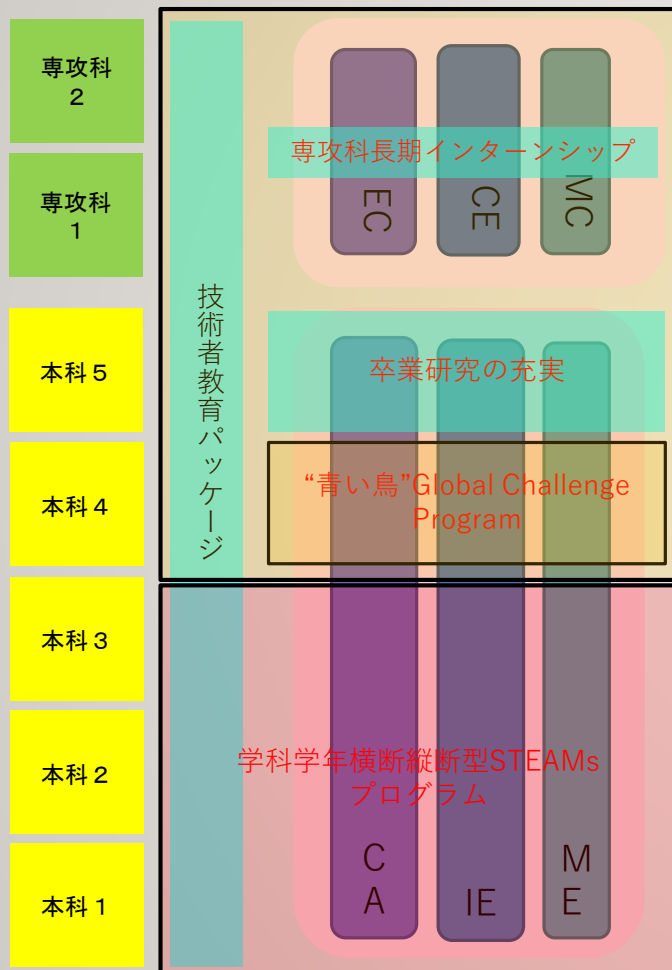 専攻科
2
専攻科
1
本科５
本科４
本科３
本科２
本科１
技術者教育パッケージ
専攻科長期インターンシップ
EC
CE
MC
卒業研究の充実
“青い鳥”Global Challenge
Program
学科学年横断縦断型STEAMs
プログラム
C
A
IE
M
E